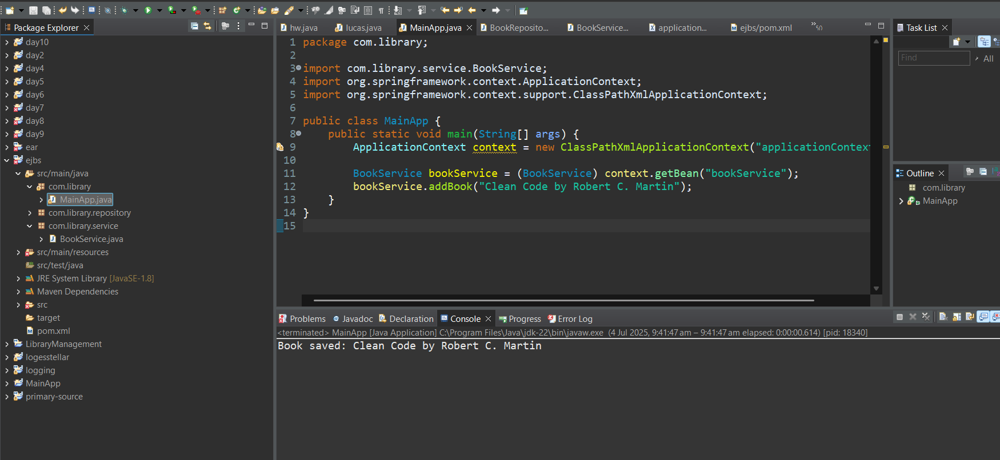 Package Explorer
day10
day2
day4
day5
day6
day7
day8
day9
ear
ejbs
src/main/java
com.library
MainApp.java
com.library.repository
com.library.service
BookService.java
src/main/resources
src/test/java
JRE System Library [JavaSE-1.8]
Maven Dependencies
src
target
pom.xml
LibraryManagement
logesstellar
logging
MainApp
primary-source
hw.java lucas.java MainApp.java BookReposito... BookService... application... ejbs/pom.xml »50
1 package com.library;
2
3 import com.library.service.BookService;
4 import org.springframework.context.ApplicationContext;
5 import org.springframework.context.support.ClassPathXmlApplicationContext;
6
7 public class MainApp {
8 public static void main(String[] args) {
9 ApplicationContext context = new ClassPathXmlApplicationContext("applicationContex
10
11 BookService bookService = (BookService) context.getBean("bookService");
12 bookService.addBook("Clean Code by Robert C. Martin");
13 }
14 }
15
Problems Javadoc Declaration Console Progress Error Log
<terminated> MainApp [Java Application] C:\Program Files\Java\jdk-22\bin\javaw.exe (4 Jul 2025, 9:41:47 am – 9:41:47 am elapsed: 0:00:00.614) [pid: 18340]
Book saved: Clean Code by Robert C. Martin
Task List
Find
All
Outline
com.library
MainApp